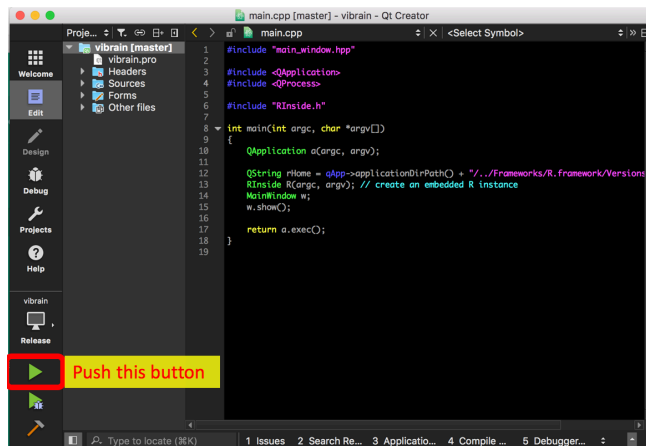 main.cpp [master] - vibrain - Qt Creator
Proje...
main.cpp
<Select Symbol>
Welcome
Edit
Design
Debug
Projects
Help
vibrain
Release
vibrain [master]
vibrain.pro
Headers
Sources
Forms
Other files
1 #include "main_window.hpp"
2
3 #include <QApplication>
4 #include <QProcess>
5
6 #include "RInside.h"
7
8 int main(int argc, char *argv[])
9 {
10 QApplication a(argc, argv);
11
12 QString rHome = qApp->applicationDirPath() + "/../Frameworks/R.framework/Versions
13 RInside R(argc, argv); // create an embedded R instance
14 MainWindow w;
15 w.show();
16
17 return a.exec();
18 }
19
Push this button
Type to locate (⌘K)
1 Issues 2 Search Re... 3 Applicatio... 4 Compile ... 5 Debugger...